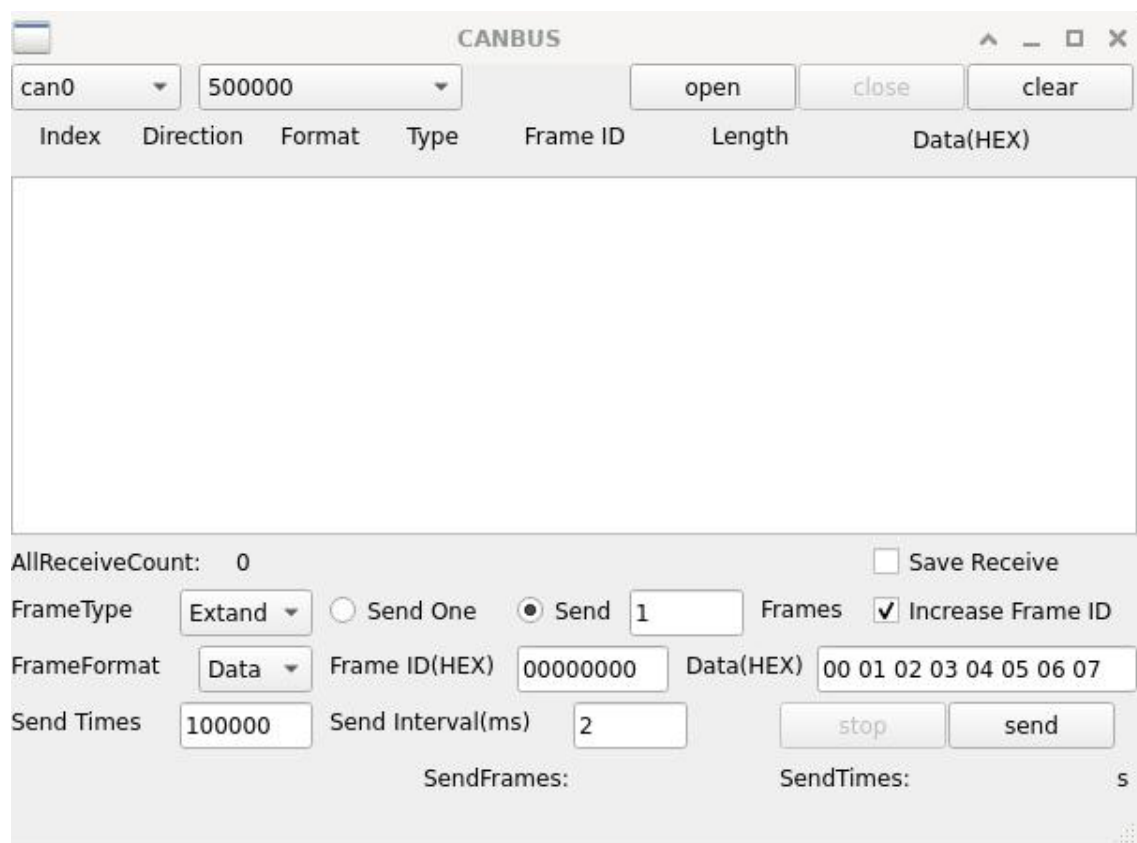 CANBUS
can0 500000 open close clear
Index Direction Format Type Frame ID Length Data(HEX)
AllReceiveCount: 0 Save Receive
FrameType Extand Send One Send 1 Frames Increase Frame ID
FrameFormat Data Frame ID(HEX) 00000000 Data(HEX) 00 01 02 03 04 05 06 07
Send Times 100000 Send Interval(ms) 2 stop send
SendFrames: SendTimes: s